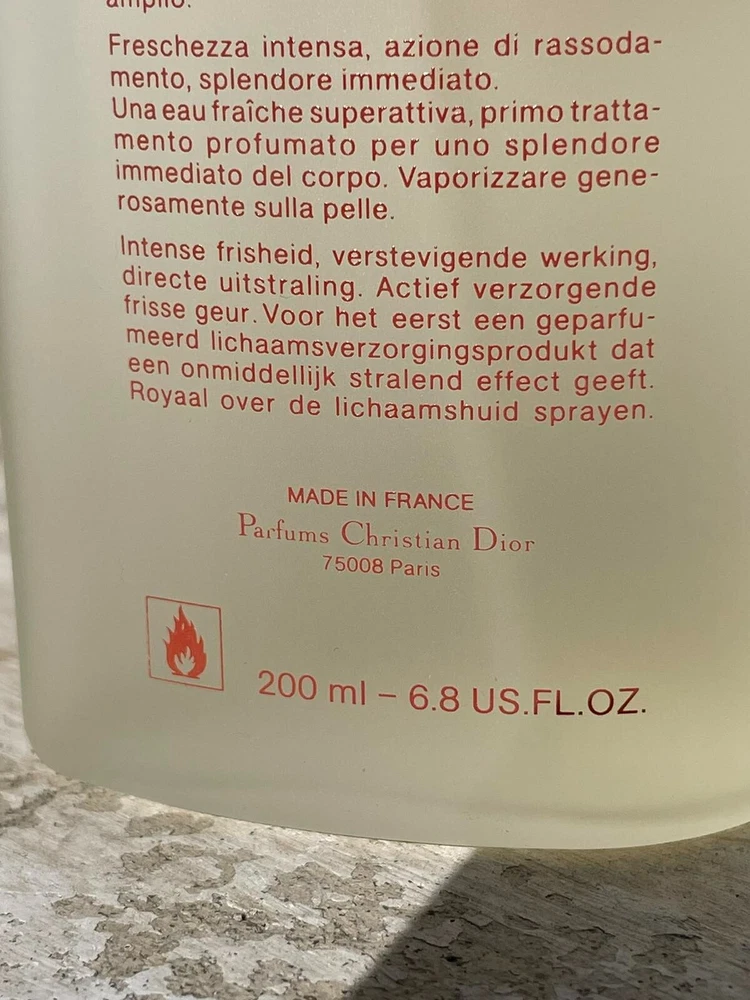 amplio.
Freschezza intensa, azione di rassoda-
mento, splendore immediato.
Una eau fraîche superattiva, primo tratta-
mento profumato per uno splendore
immediato del corpo. Vaporizzare gene-
rosamente sulla pelle.
Intense frisheid, verstevigende werking,
directe uitstraling. Actief verzorgende
frisse geur. Voor het eerst een geparfu-
meerd lichaamsverzorgingsprodukt dat
een onmiddellijk stralend effect geeft.
Royaal over de lichaamshuid sprayen.
MADE IN FRANCE
Parfums Christian Dior
75008 Paris
200 ml – 6.8 US.FL.OZ.